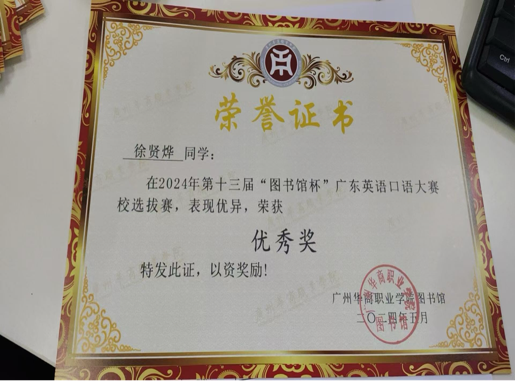 荣誉证书
徐贤烨 同学：
在2024年第十三届“图书馆杯”广东英语口语大赛
校选拔赛，表现优异，荣获
优秀奖
特发此证，以资奖励！
广州华商职业学院图书馆
二〇二四年五月
Ctrl